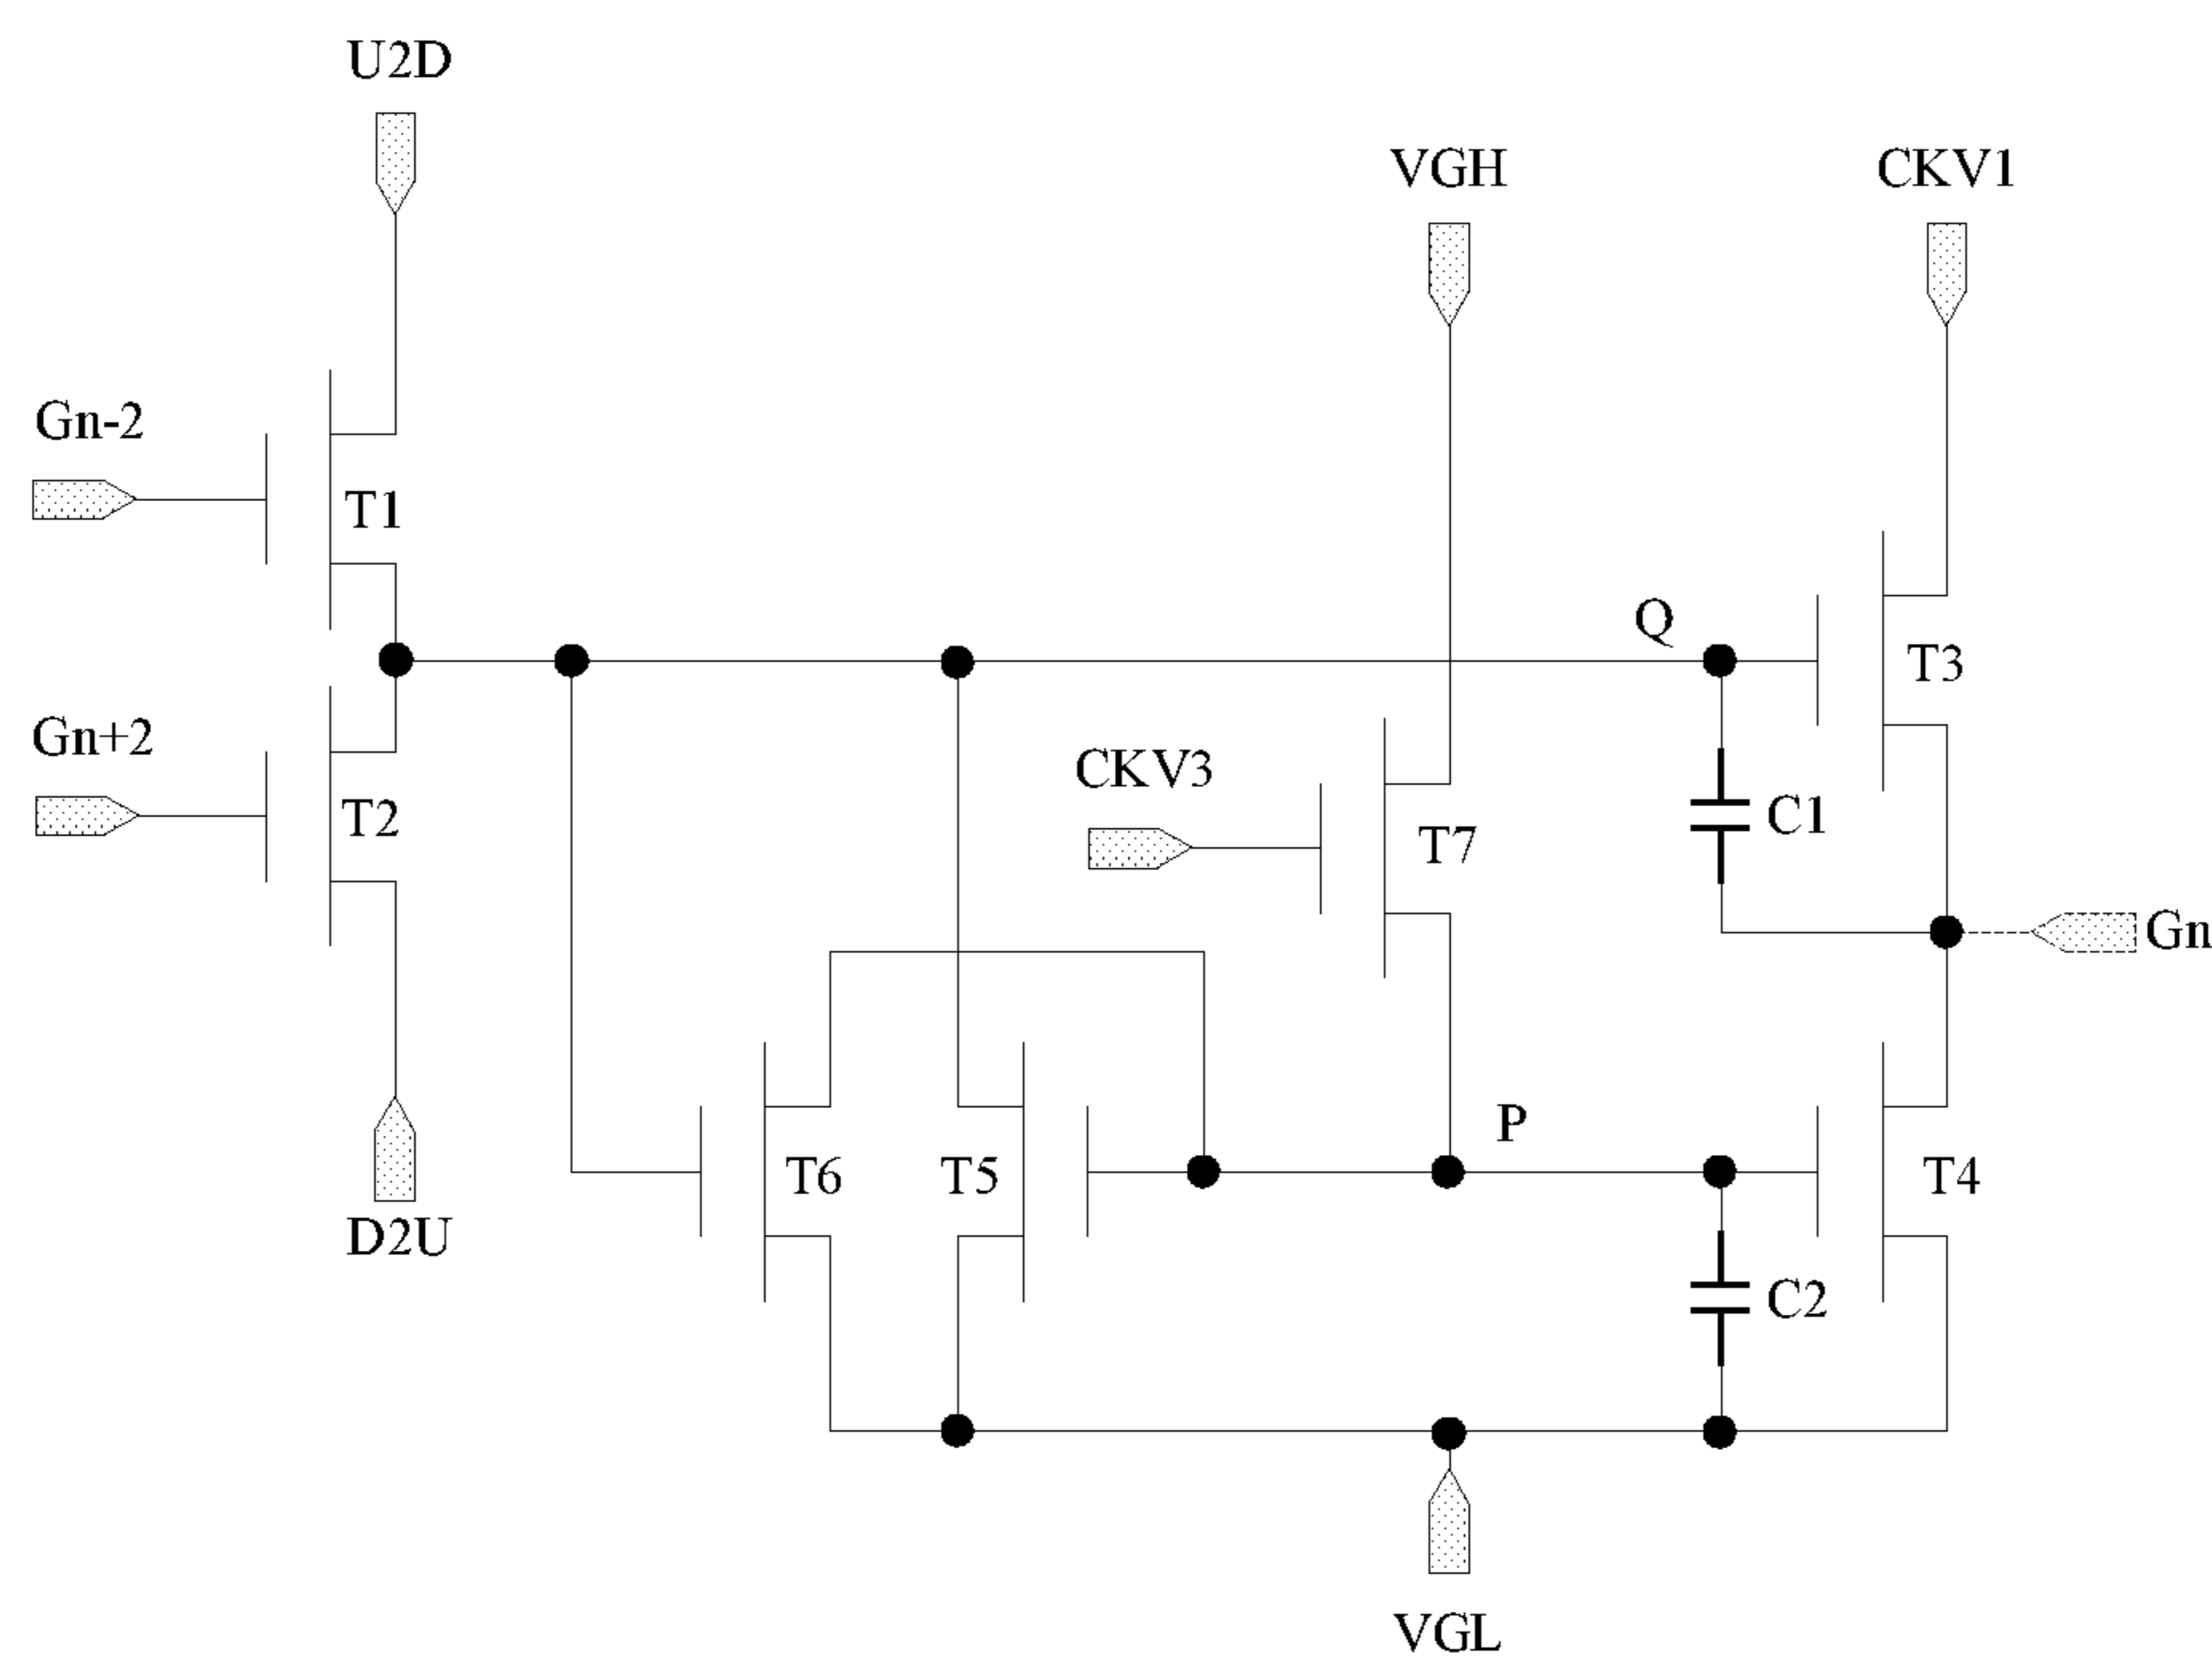 U2D
VGH
CKV1
Gn-2
T1
Q
T3
Gn+2
T2
CKV3
T7
C1
Gn
P
T6
T5
T4
D2U
C2
VGL